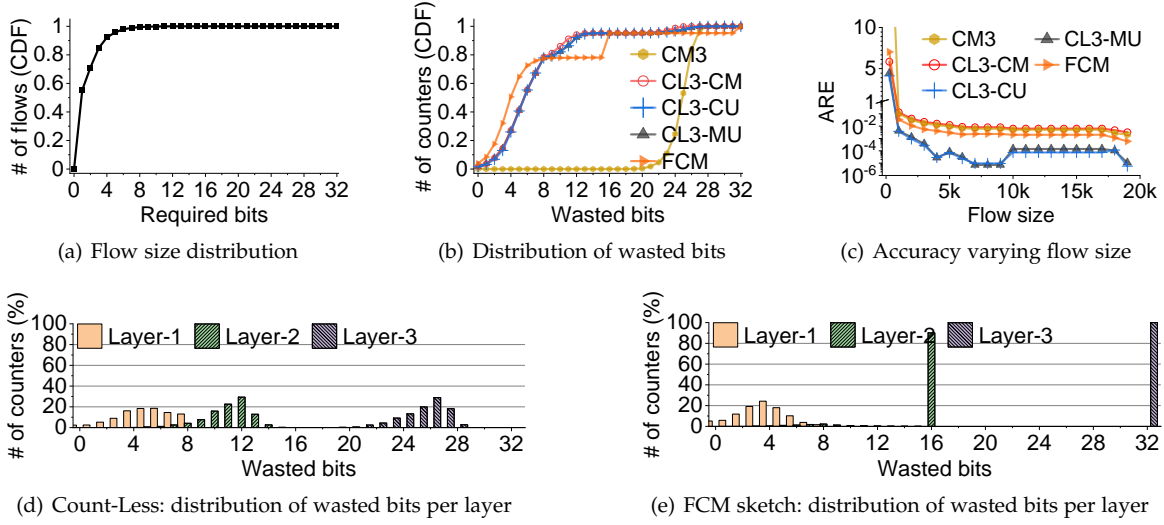 # of flows (CDF)
1
0.8
0.6
0.4
0.2
0
0 4 8 12 16 20 24 28 32
Required bits
(a) Flow size distribution
# of counters (CDF)
1
0.8
0.6
0.4
0.2
0
CM3
CL3-CM
CL3-CU
CL3-MU
FCM
0 4 8 12 16 20 24 28 32
Wasted bits
(b) Distribution of wasted bits
ARE
10
5
1
10-2
10-4
10-6
CM3
CL3-CM
CL3-CU
CL3-MU
FCM
0 5k 10k 15k 20k
Flow size
(c) Accuracy varying flow size
# of counters (%)
100
80
60
40
20
0
Layer-1 Layer-2 Layer-3
0 4 8 12 16 20 24 28 32
Wasted bits
(d) Count-Less: distribution of wasted bits per layer
# of counters (%)
100
80
60
40
20
0
Layer-1 Layer-2 Layer-3
0 4 8 12 16 20 24 28 32
Wasted bits
(e) FCM sketch: distribution of wasted bits per layer